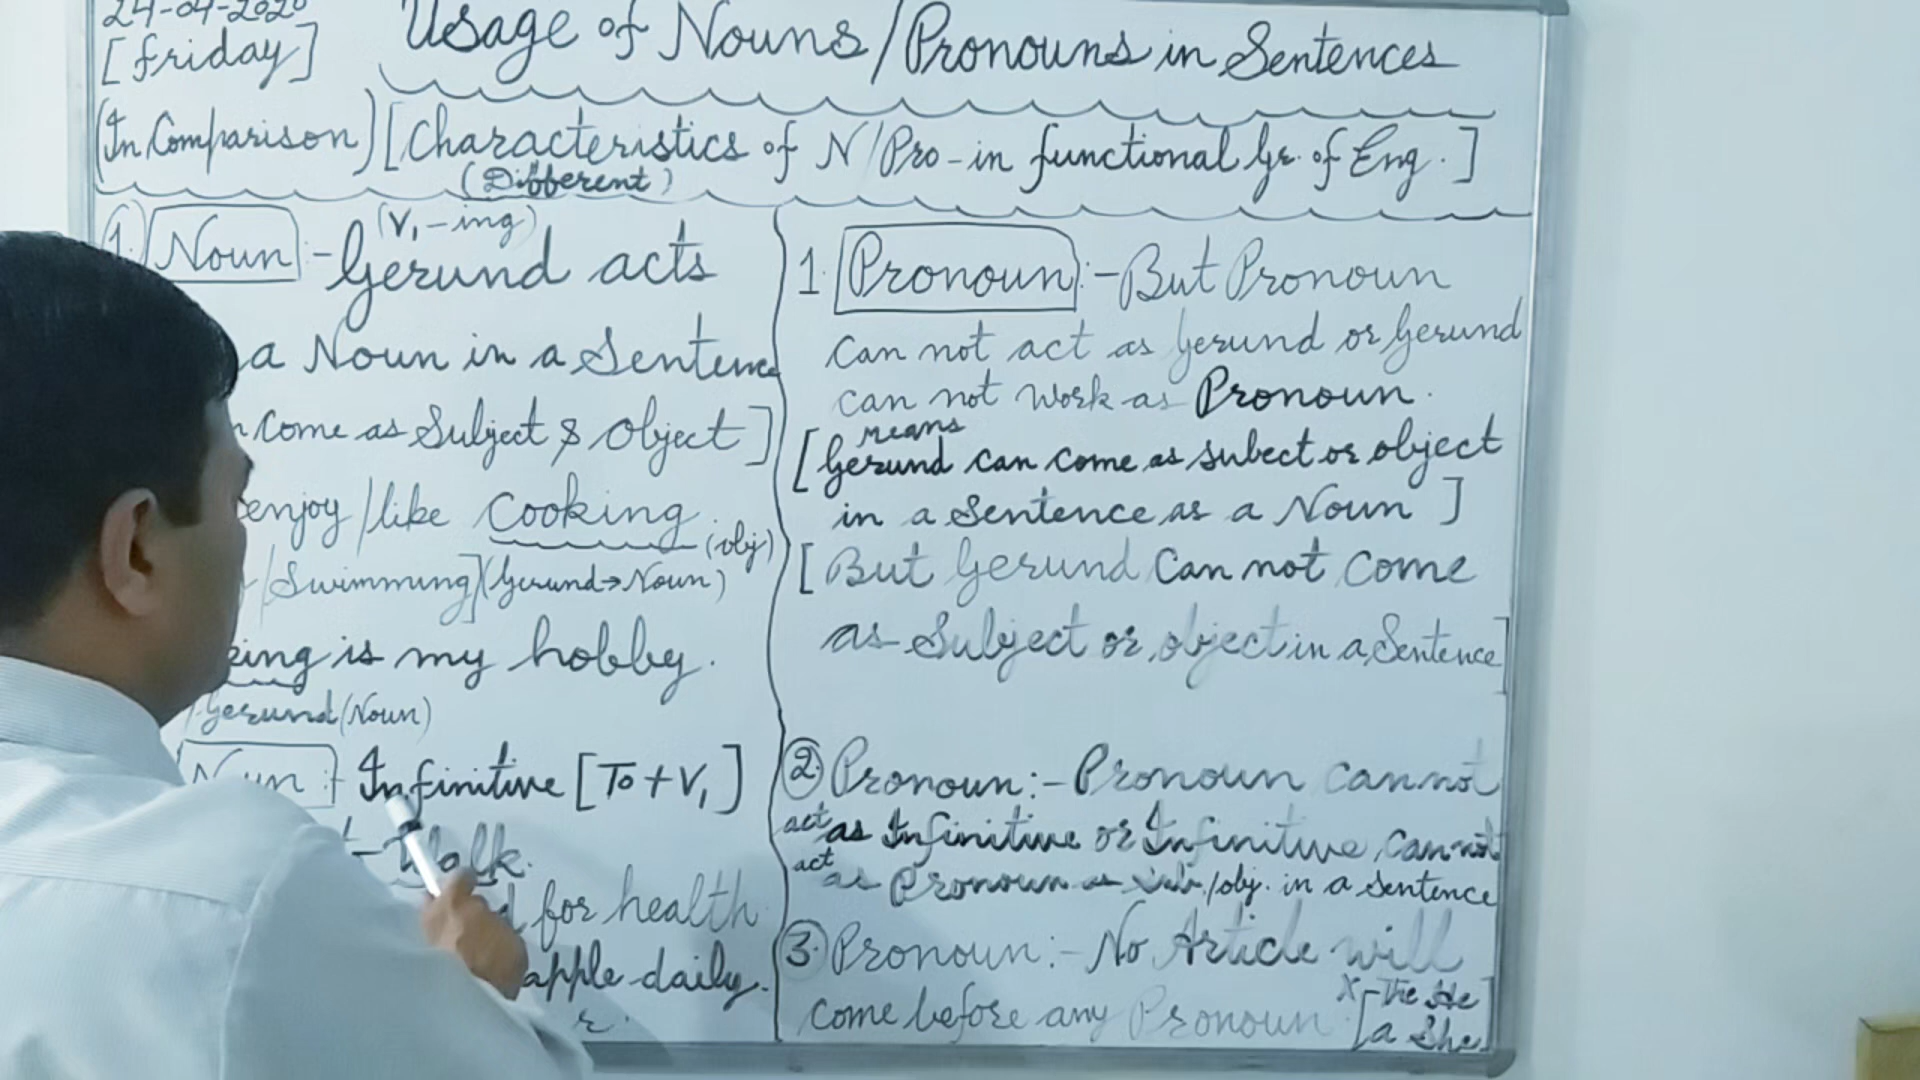 24-04-2020
[friday]
Usage of Nouns/Pronouns in Sentences
(In Comparison) [Characteristics of N/Pro-in functional Gr. of Eng.]
(Different)
1. Noun :- Gerund acts
(V₁-ing)
a Noun in a Sentence
come as Subject & object]
enjoy/like Cooking
(obj)
/Swimming] (Gerund→Noun)
king is my hobby.
Gerund (Noun)
Noun :- Infinitive [To+V₁]
- Walk.
for health
apple daily.
1. Pronoun :- But Pronoun
can not act as Gerund or Gerund
can not work as Pronoun.
means
[Gerund can come as subect or object
in a Sentence as a Noun]
[But Gerund Can not come
as Subject or object in a Sentence]
2. Pronoun:- Pronoun cannot
act as Infinitive or Infinitive cannot
act as Pronoun as sub/obj. in a Sentence
3. Pronoun:- No Article will
come before any Pronoun [X-The He
a She]